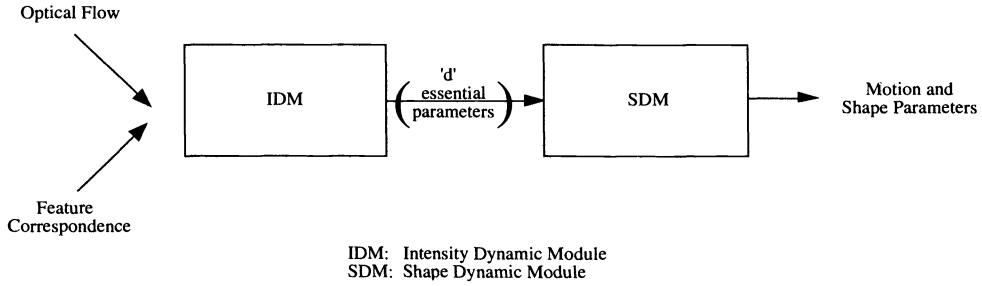 Optical Flow
IDM
'd'
essential
parameters
SDM
Motion and
Shape Parameters
Feature
Correspondence
IDM: Intensity Dynamic Module
SDM: Shape Dynamic Module